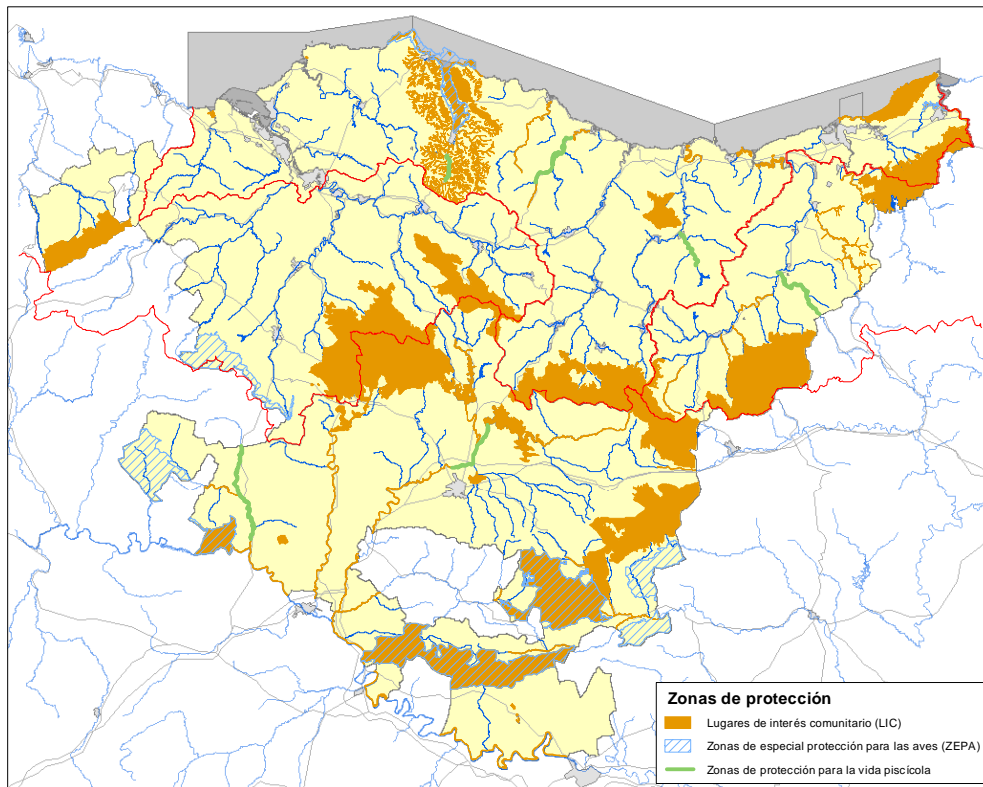 Zonas de protección
Lugares de interés comunitario (LIC)
Zonas de especial protección para las aves (ZEPA)
Zonas de protección para la vida piscícola